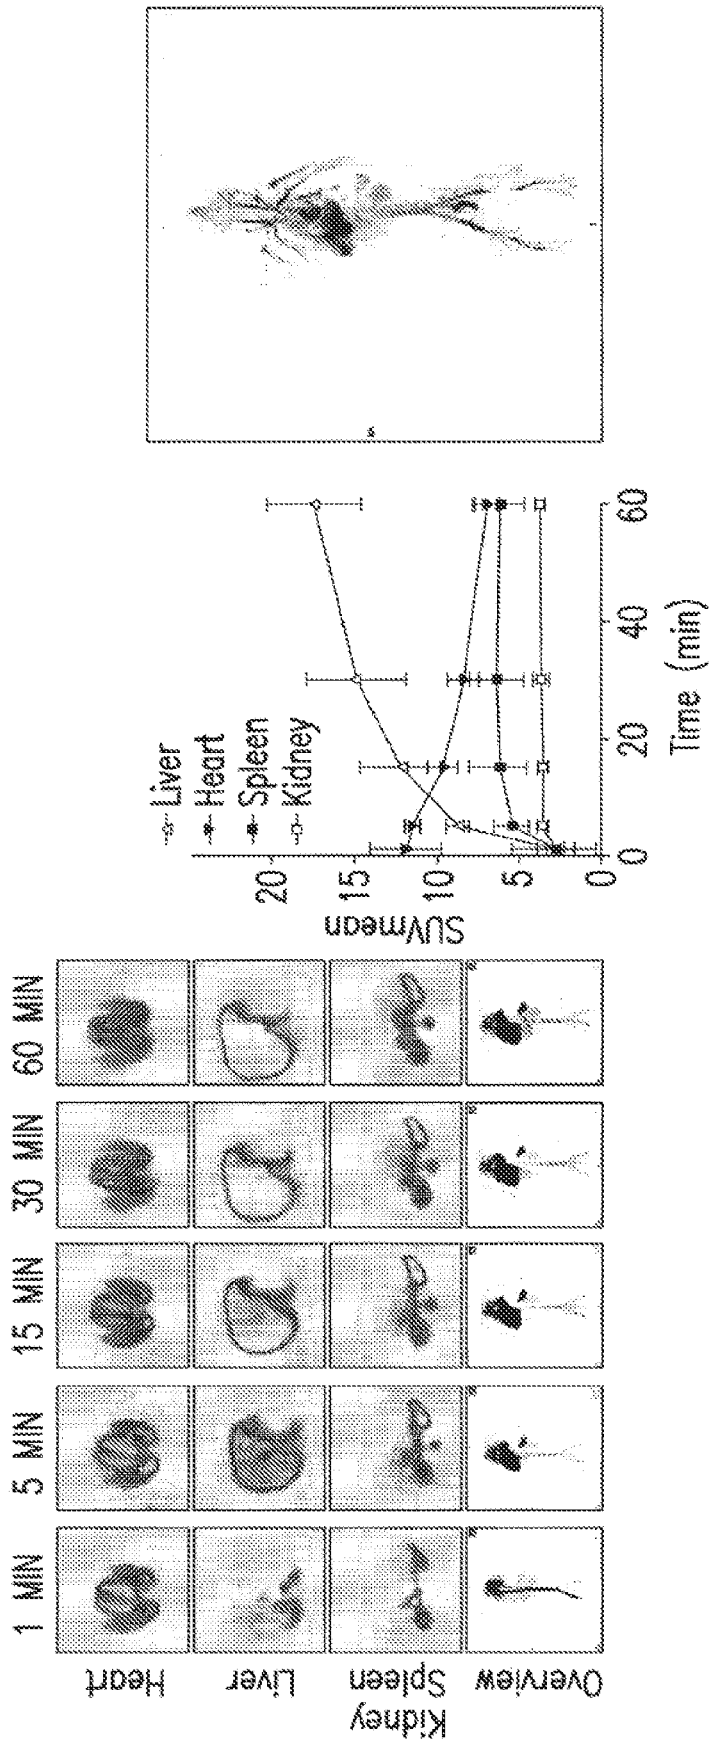 1 MIN
5 MIN
15 MIN
30 MIN
60 MIN
Heart
Liver
Kidney
Spleen
Overview
SUVmean
20
15
10
5
0
Liver
Heart
Spleen
Kidney
0
20
40
60
Time (min)